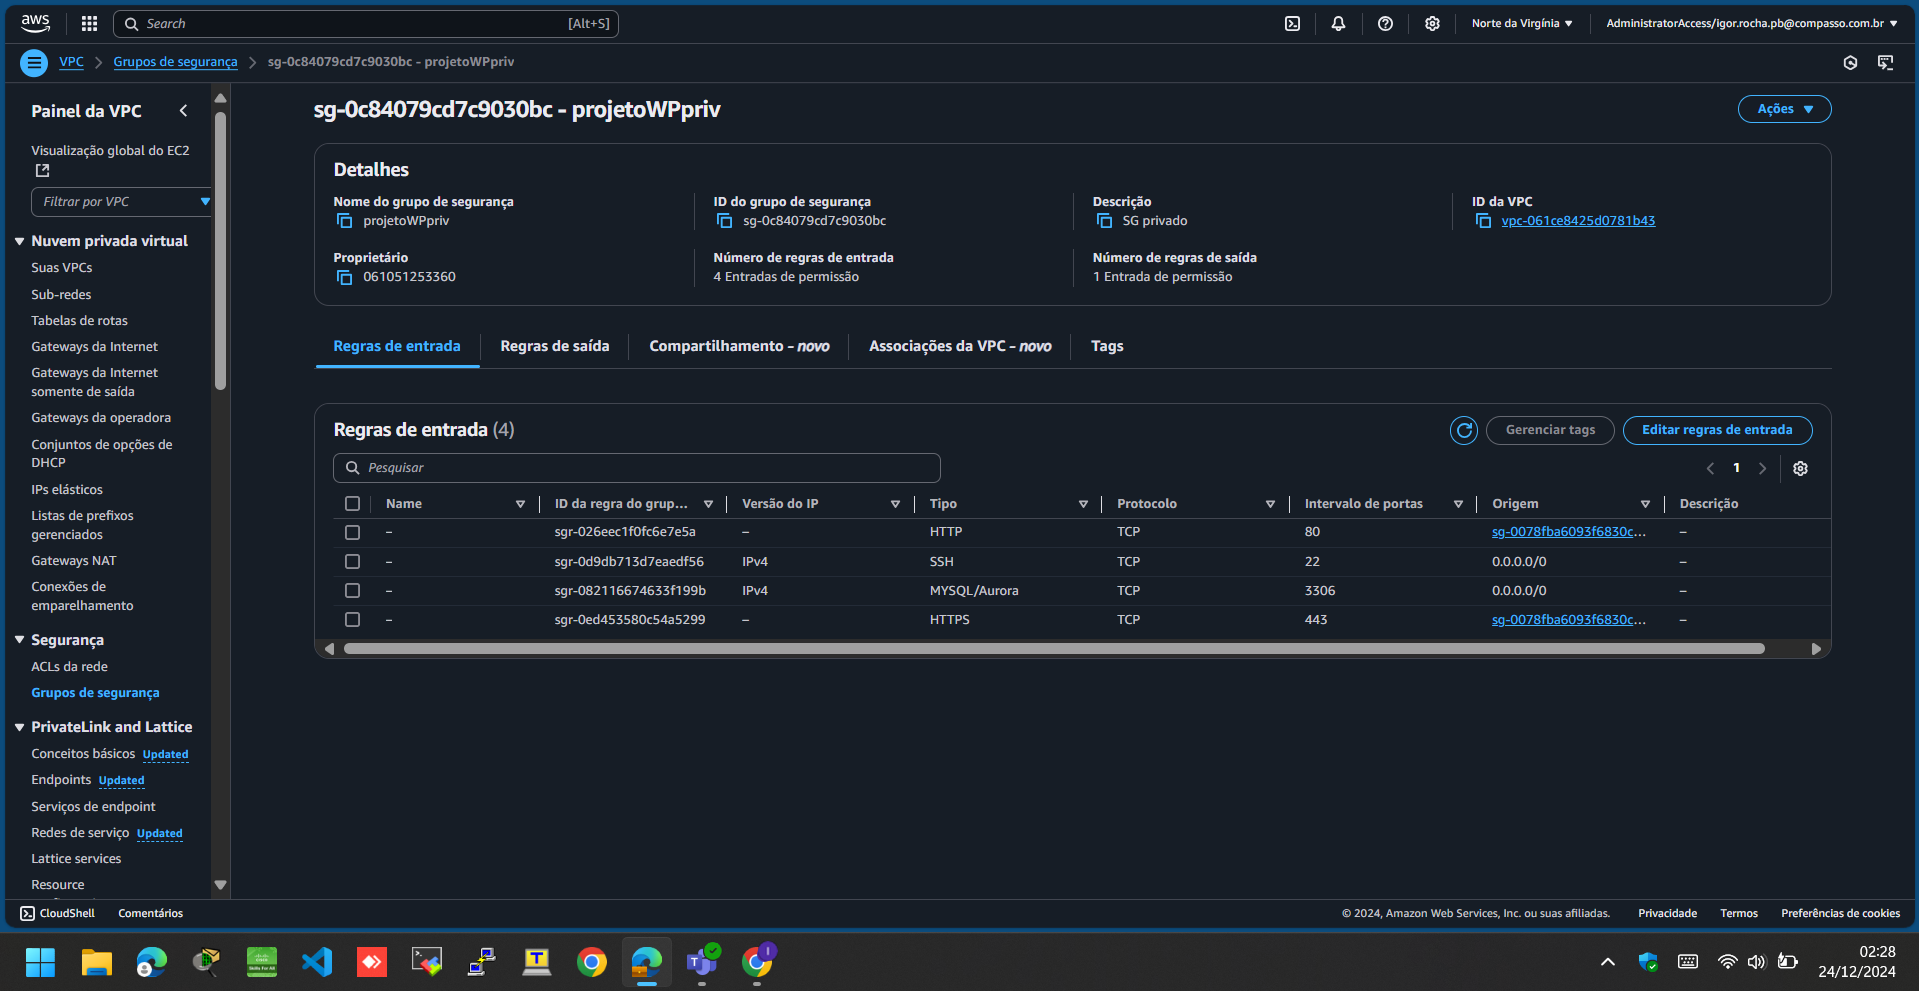 aws
Search
[Alt+S]
Norte da Virgínia
AdministratorAccess/igor.rocha.pb@compasso.com.br
VPC
Grupos de segurança
sg-0c84079cd7c9030bc - projetoWPpriv
Painel da VPC
Visualização global do EC2
Filtrar por VPC
Nuvem privada virtual
Suas VPCs
Sub-redes
Tabelas de rotas
Gateways da Internet
Gateways da Internet
somente de saída
Gateways da operadora
Conjuntos de opções de
DHCP
IPs elásticos
Listas de prefixos
gerenciados
Gateways NAT
Conexões de
emparelhamento
Segurança
ACLs da rede
Grupos de segurança
PrivateLink and Lattice
Conceitos básicos Updated
Endpoints Updated
Serviços de endpoint
Redes de serviço Updated
Lattice services
Resource
sg-0c84079cd7c9030bc - projetoWPpriv
Ações
Detalhes
Nome do grupo de segurança
projetoWPpriv
ID do grupo de segurança
sg-0c84079cd7c9030bc
Descrição
SG privado
ID da VPC
vpc-061ce8425d0781b43
Proprietário
061051253360
Número de regras de entrada
4 Entradas de permissão
Número de regras de saída
1 Entrada de permissão
Regras de entrada
Regras de saída
Compartilhamento - novo
Associações da VPC - novo
Tags
Regras de entrada (4)
Gerenciar tags
Editar regras de entrada
Pesquisar
1
Name ID da regra do grup... Versão do IP Tipo Protocolo Intervalo de portas Origem Descrição
– sgr-026eec1f0fc6e7e5a – HTTP TCP 80 sg-0078fba6093f6830c... –
– sgr-0d9db713d7eaedf56 IPv4 SSH TCP 22 0.0.0.0/0 –
– sgr-082116674633f199b IPv4 MYSQL/Aurora TCP 3306 0.0.0.0/0 –
– sgr-0ed453580c54a5299 – HTTPS TCP 443 sg-0078fba6093f6830c... –
CloudShell
Comentários
© 2024, Amazon Web Services, Inc. ou suas afiliadas.
Privacidade
Termos
Preferências de cookies
02:28
24/12/2024